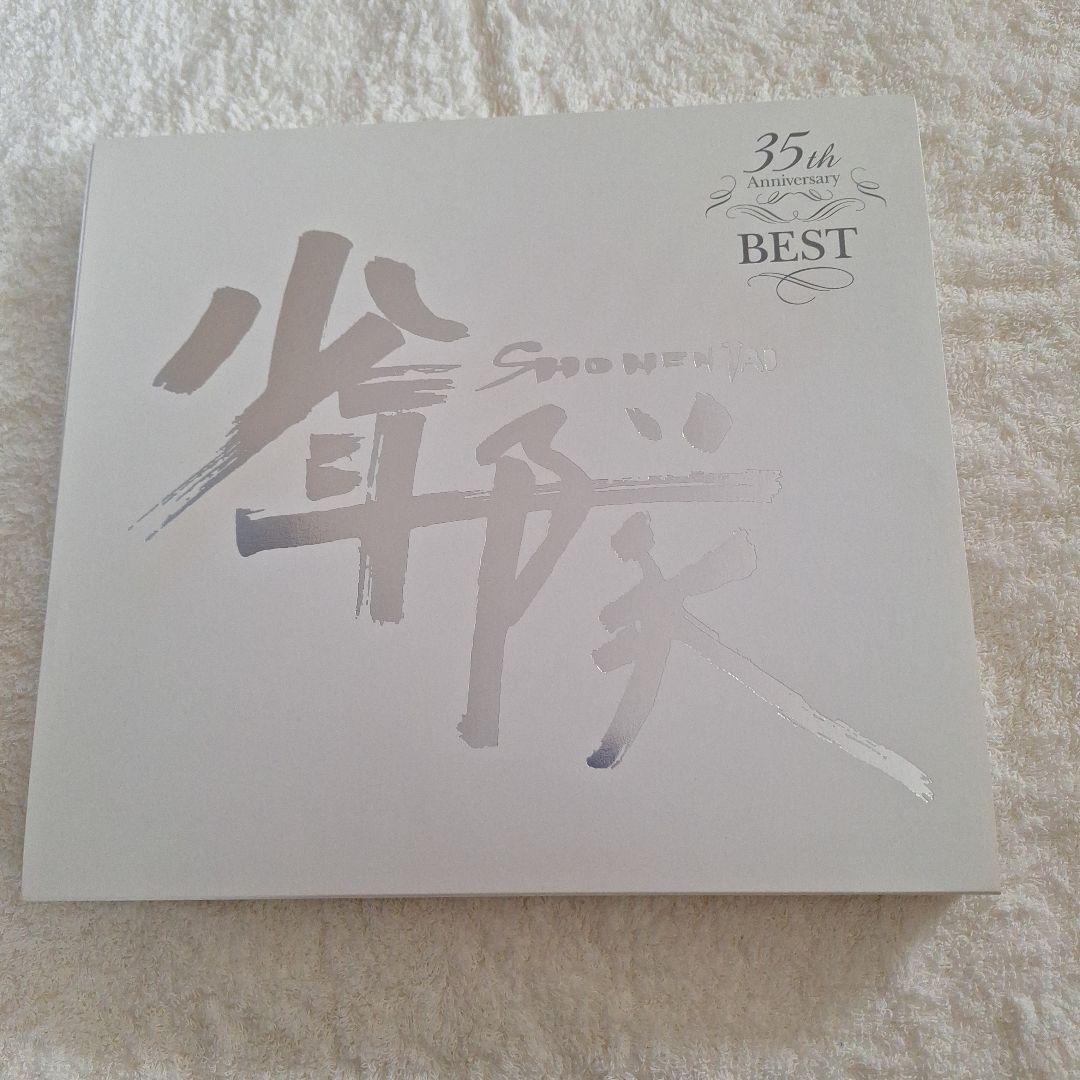 35th
Anniversary
BEST
少年隊
SHONENTAI